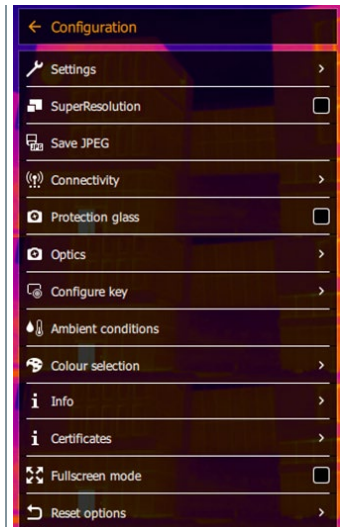 Configuration
Settings
SuperResolution
JPG
Save JPEG
Connectivity
Protection glass
Optics
Configure key
Ambient conditions
Colour selection
Info
Certificates
Fullscreen mode
Reset options